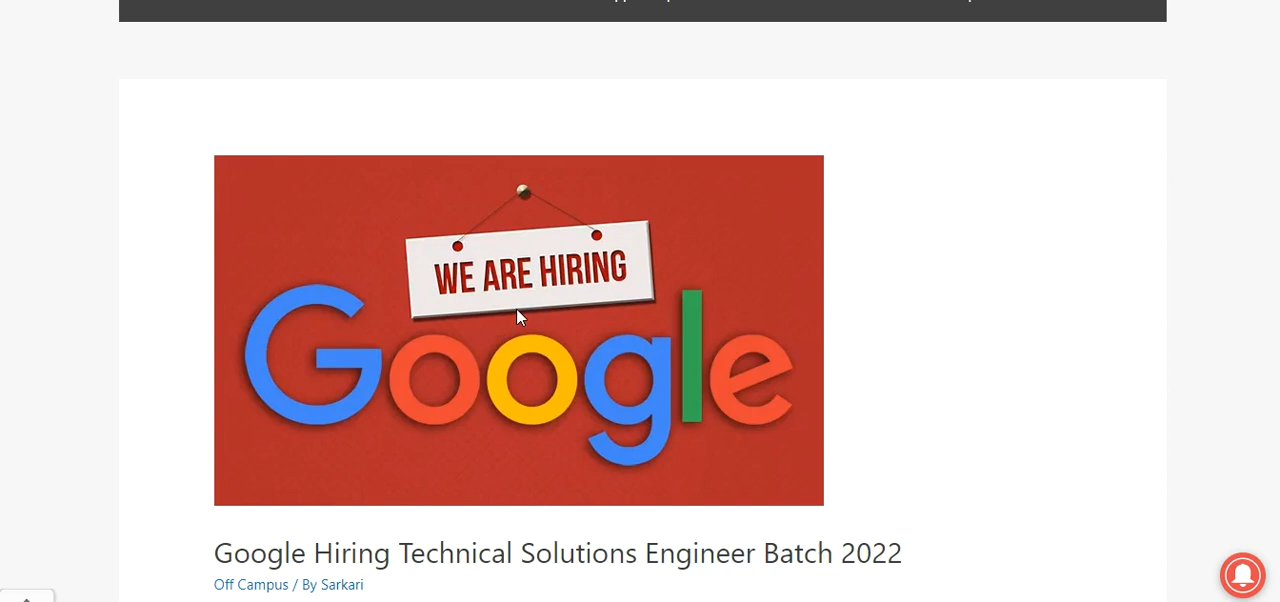 WE ARE HIRING
Google
Google Hiring Technical Solutions Engineer Batch 2022
Off Campus / By Sarkari